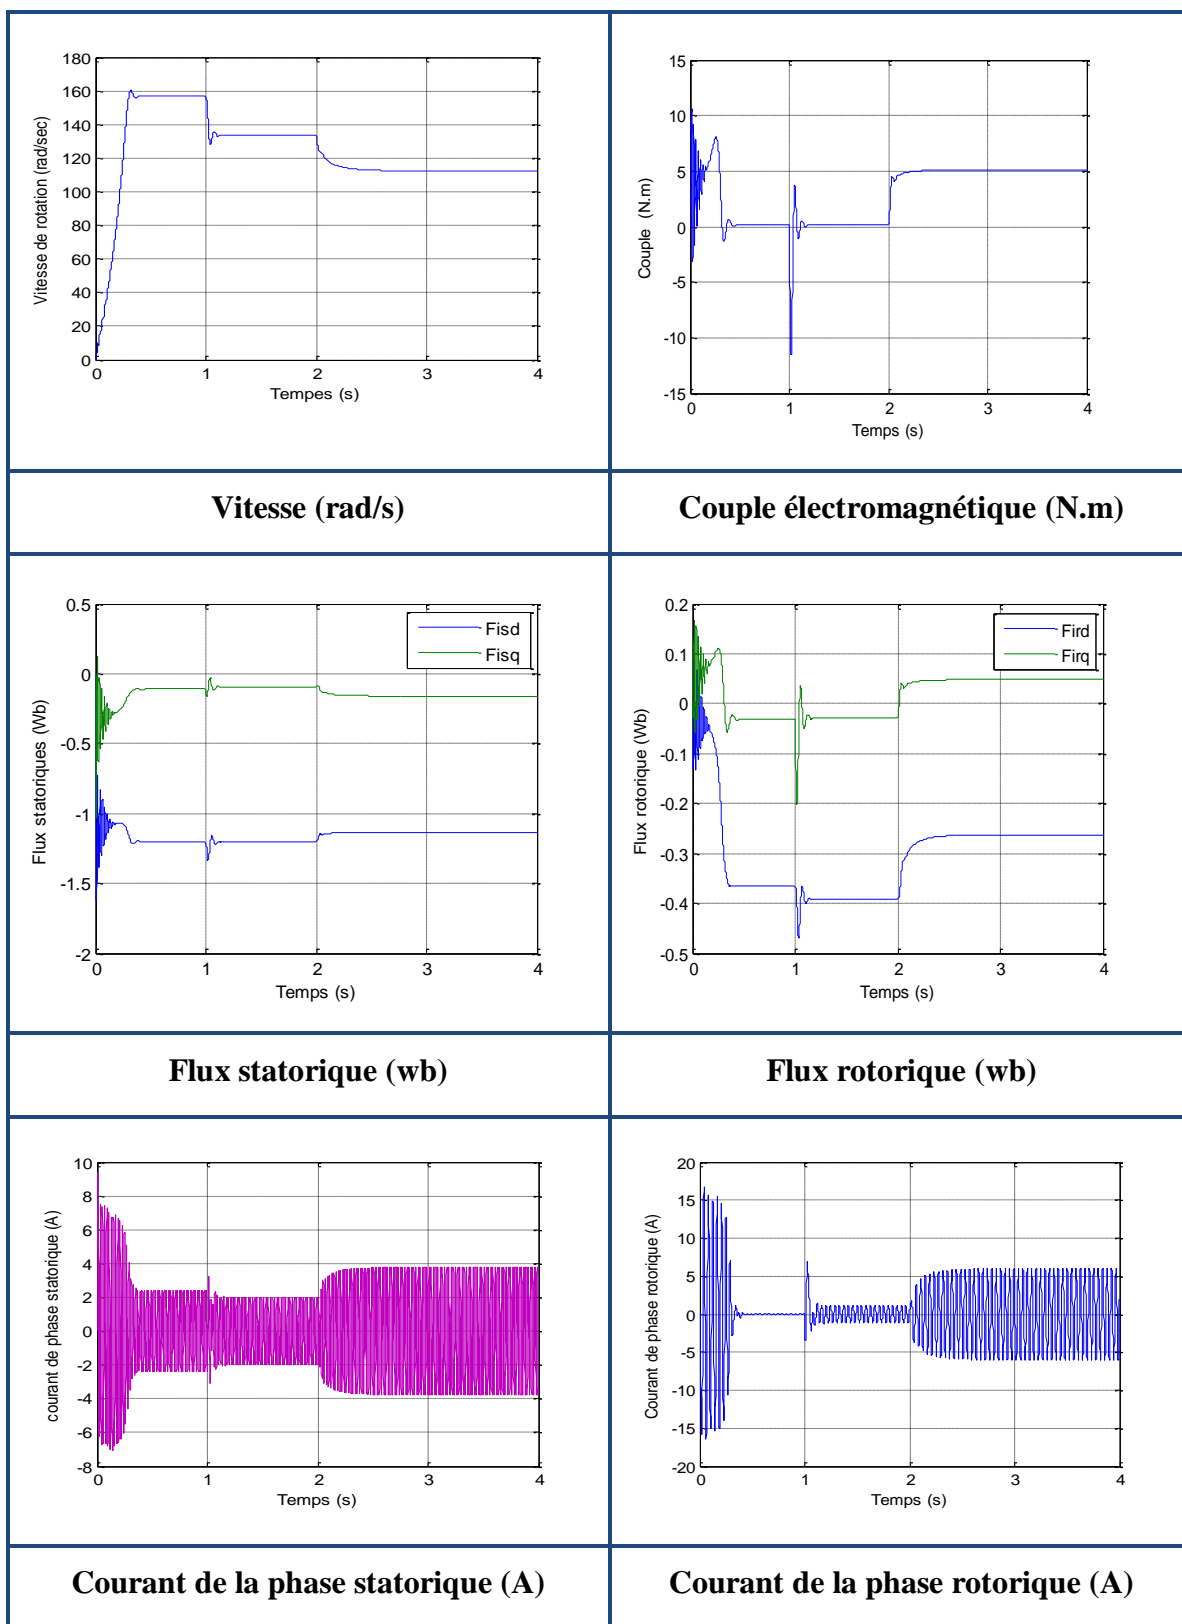 180
160
140
120
100
80
60
40
20
0
0 1 2 3 4
Vitesse de rotation (rad/sec)
Tempes (s)
15
10
5
0
-5
-10
-15
0 1 2 3 4
Couple (N.m)
Temps (s)
Vitesse (rad/s)
Couple électromagnétique (N.m)
0.5
0
-0.5
-1
-1.5
-2
0 1 2 3 4
Flux statoriques (Wb)
Temps (s)
Fisd
Fisq
0.2
0.1
0
-0.1
-0.2
-0.3
-0.4
-0.5
0 1 2 3 4
Flux rotorique (Wb)
Temps (s)
Fird
Firq
Flux statorique (wb)
Flux rotorique (wb)
10
8
6
4
2
0
-2
-4
-6
-8
0 1 2 3 4
courant de phase statorique (A)
Temps (s)
20
15
10
5
0
-5
-10
-15
-20
0 1 2 3 4
Courant de phase rotorique (A)
Temps (s)
Courant de la phase statorique (A)
Courant de la phase rotorique (A)